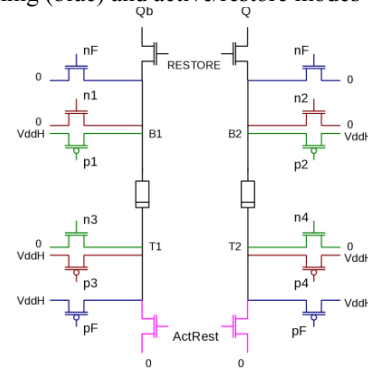 ming (blue) and active/restore modes
Qb Q
nF nF
RESTORE
0 0
n1 n2
0 0
VddH B1 B2 VddH
p1 p2
n3 n4
0 T1 T2 0
VddH VddH
p3 p4
VddH VddH
pF pF
ActRest
0 0